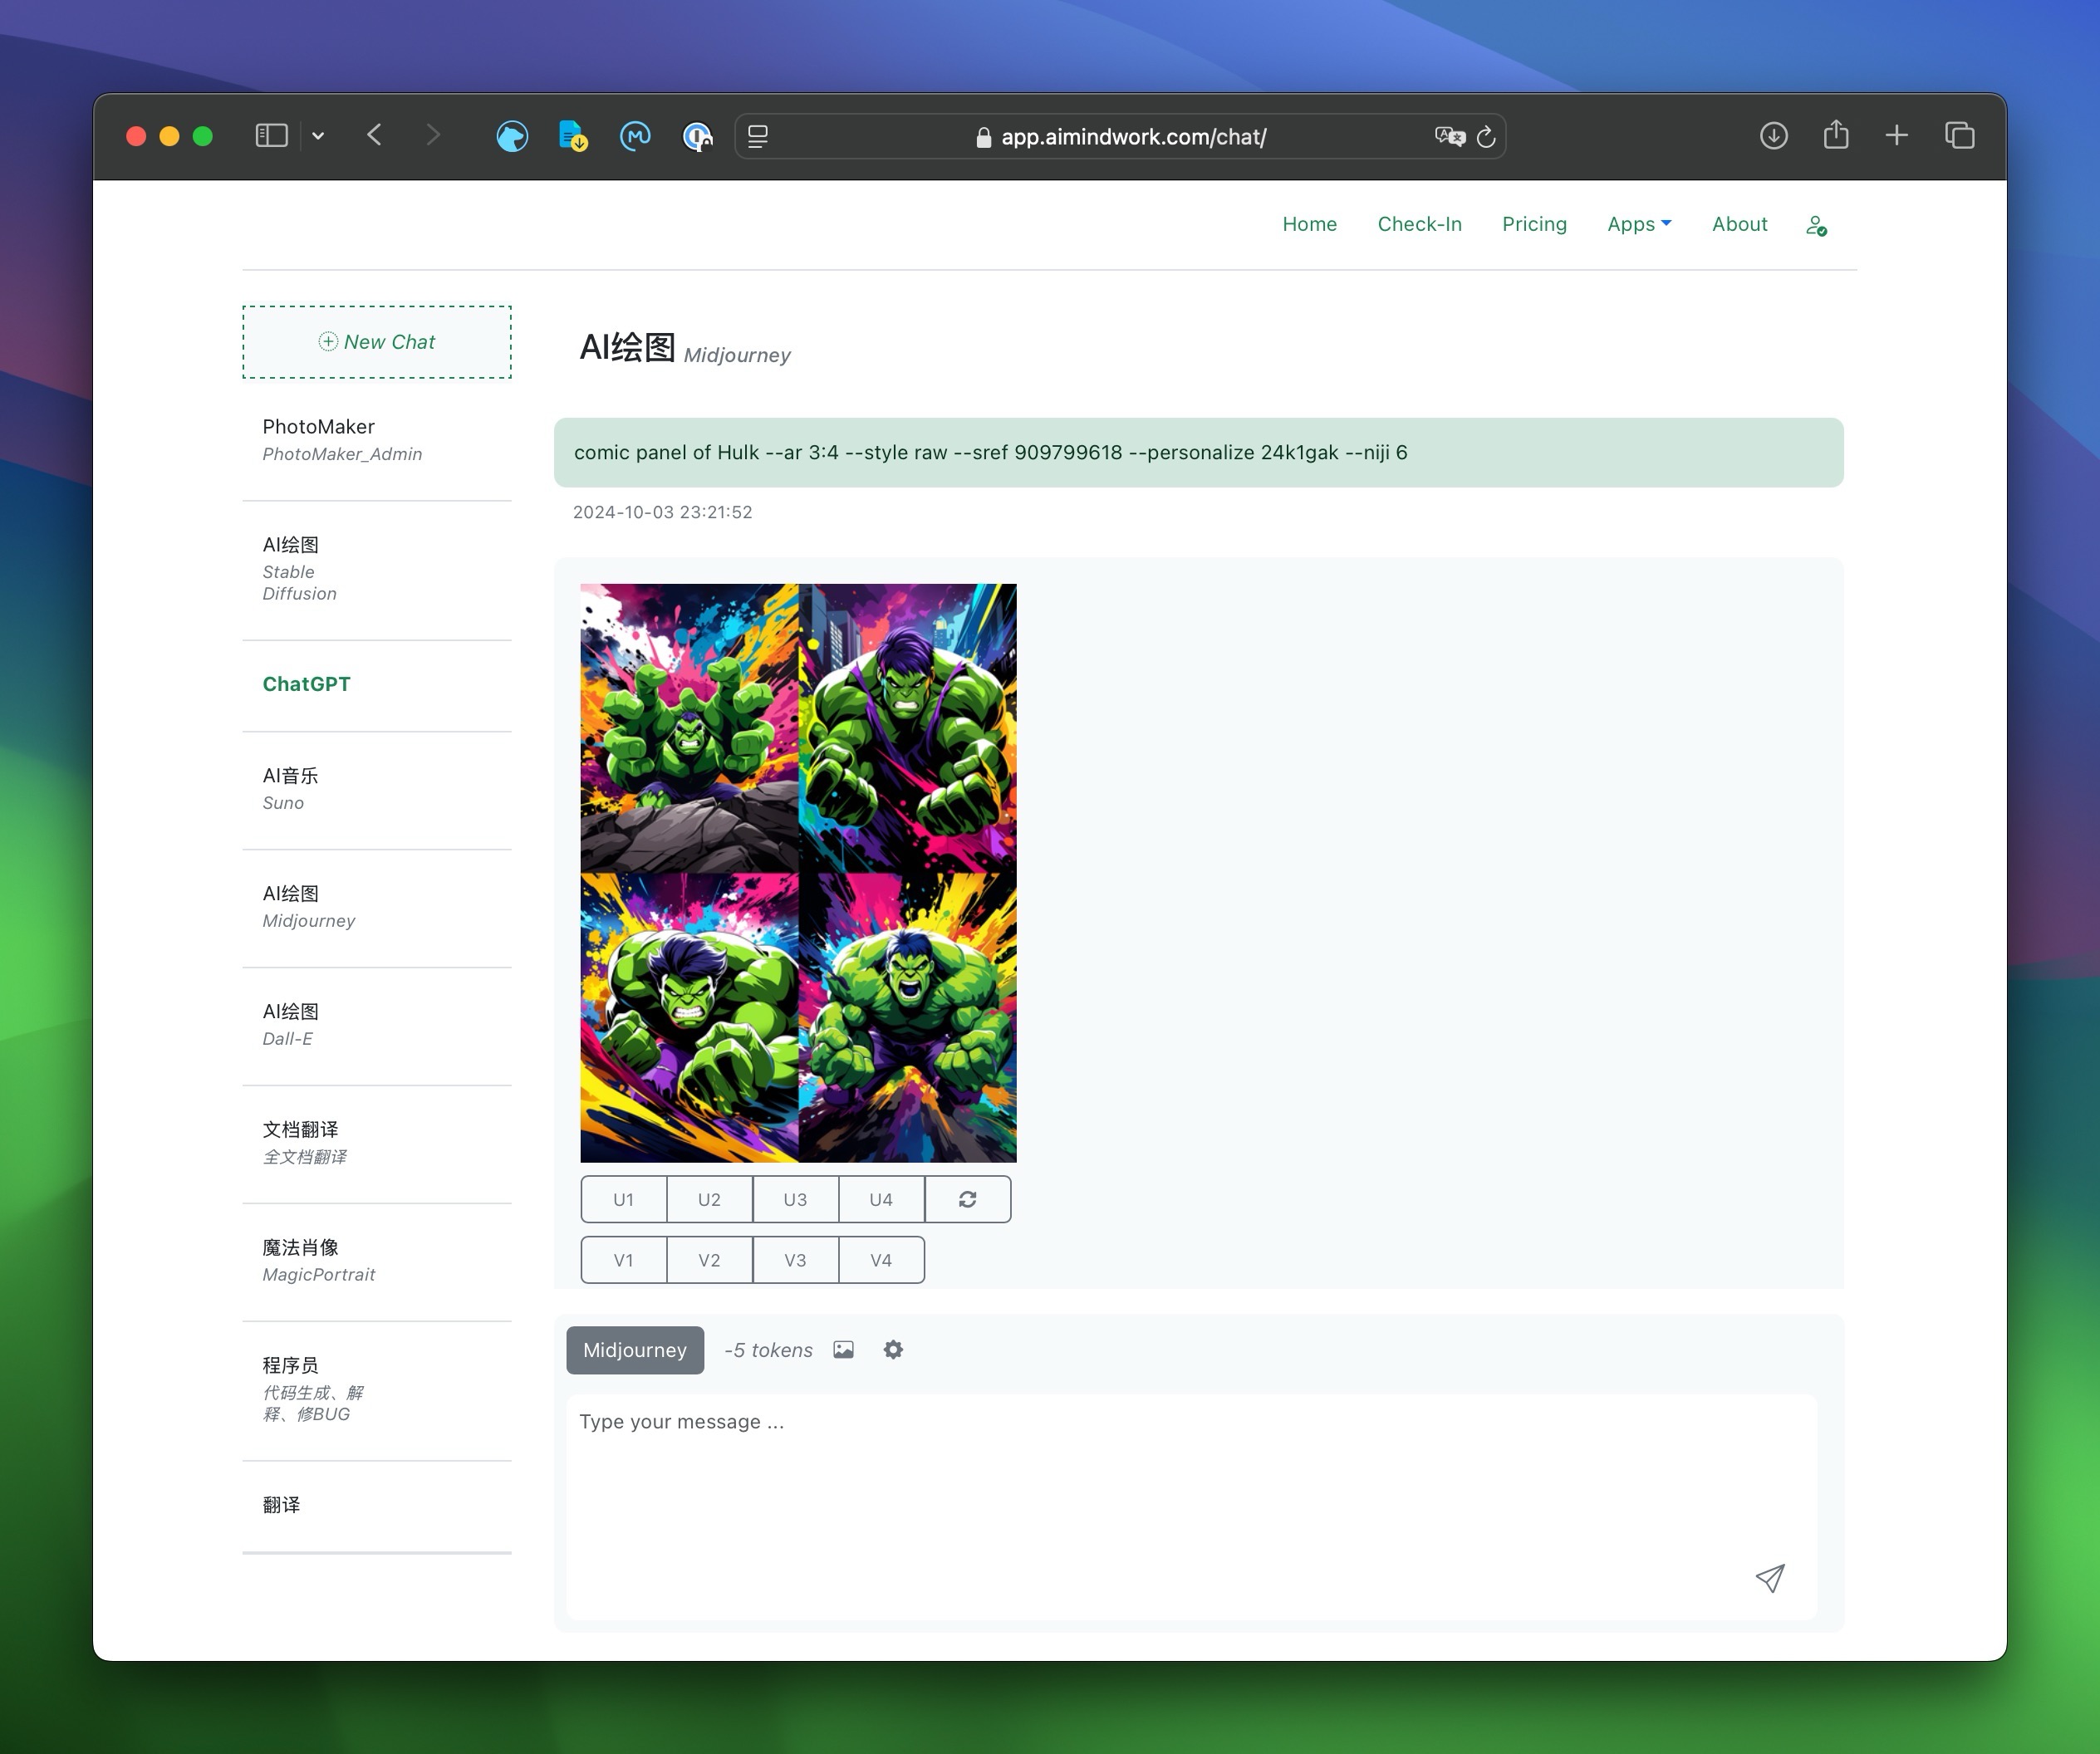 app.aimindwork.com/chat/
Home Check-In Pricing Apps About
New Chat
PhotoMaker
PhotoMaker_Admin
AI绘图
Stable
Diffusion
ChatGPT
AI音乐
Suno
AI绘图
Midjourney
AI绘图
Dall-E
文档翻译
全文档翻译
魔法肖像
MagicPortrait
程序员
代码生成、解
释、修BUG
翻译
AI绘图 Midjourney
comic panel of Hulk --ar 3:4 --style raw --sref 909799618 --personalize 24k1gak --niji 6
2024-10-03 23:21:52
U1 U2 U3 U4
V1 V2 V3 V4
Midjourney -5 tokens
Type your message ...